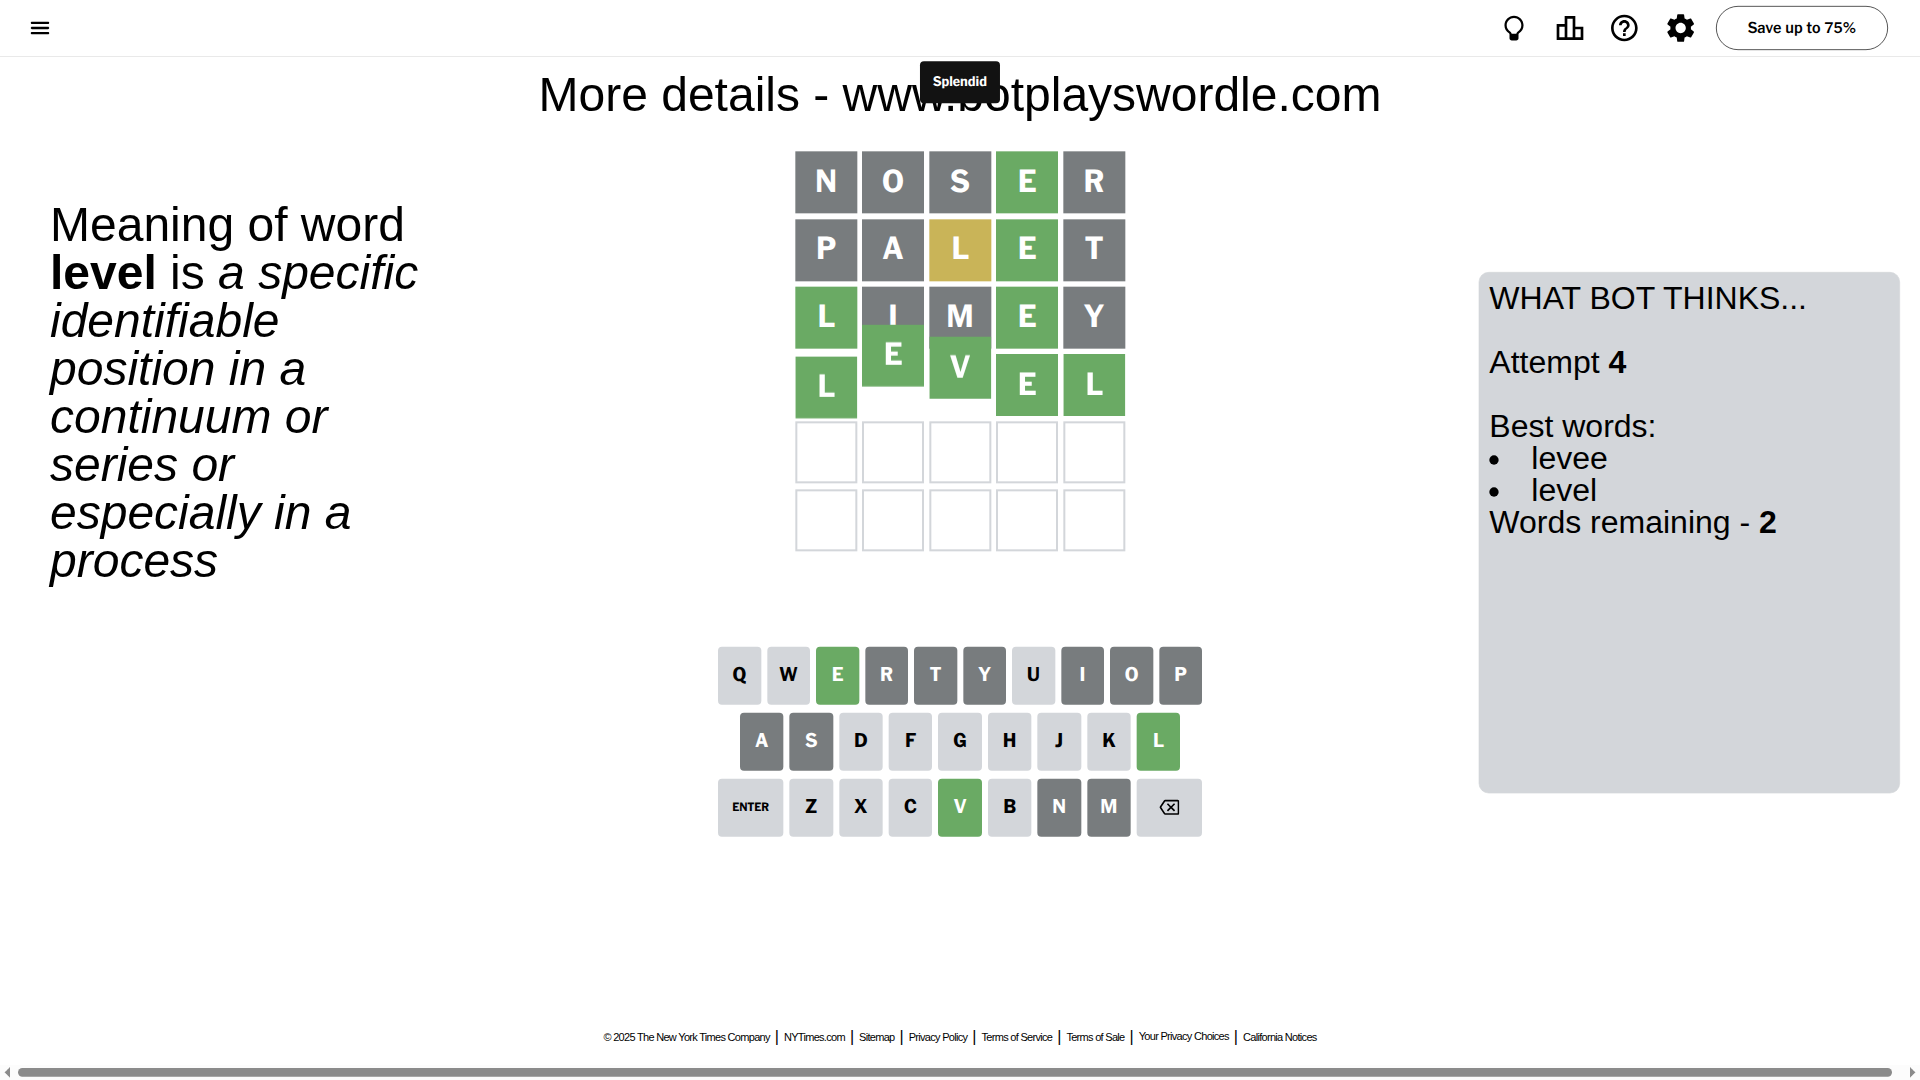 Save up to 75%
Splendid
More details - www.botplayswordle.com
Meaning of word
level is a specific
identifiable
position in a
continuum or
series or
especially in a
process
N O S E R
P A L E T
L I M E Y
L E V E L
WHAT BOT THINKS...
Attempt 4
Best words:
• levee
• level
Words remaining - 2
Q W E R T Y U I O P
A S D F G H J K L
ENTER Z X C V B N M
© 2025 The New York Times Company | NYTimes.com | Sitemap | Privacy Policy | Terms of Service | Terms of Sale | Your Privacy Choices | California Notices